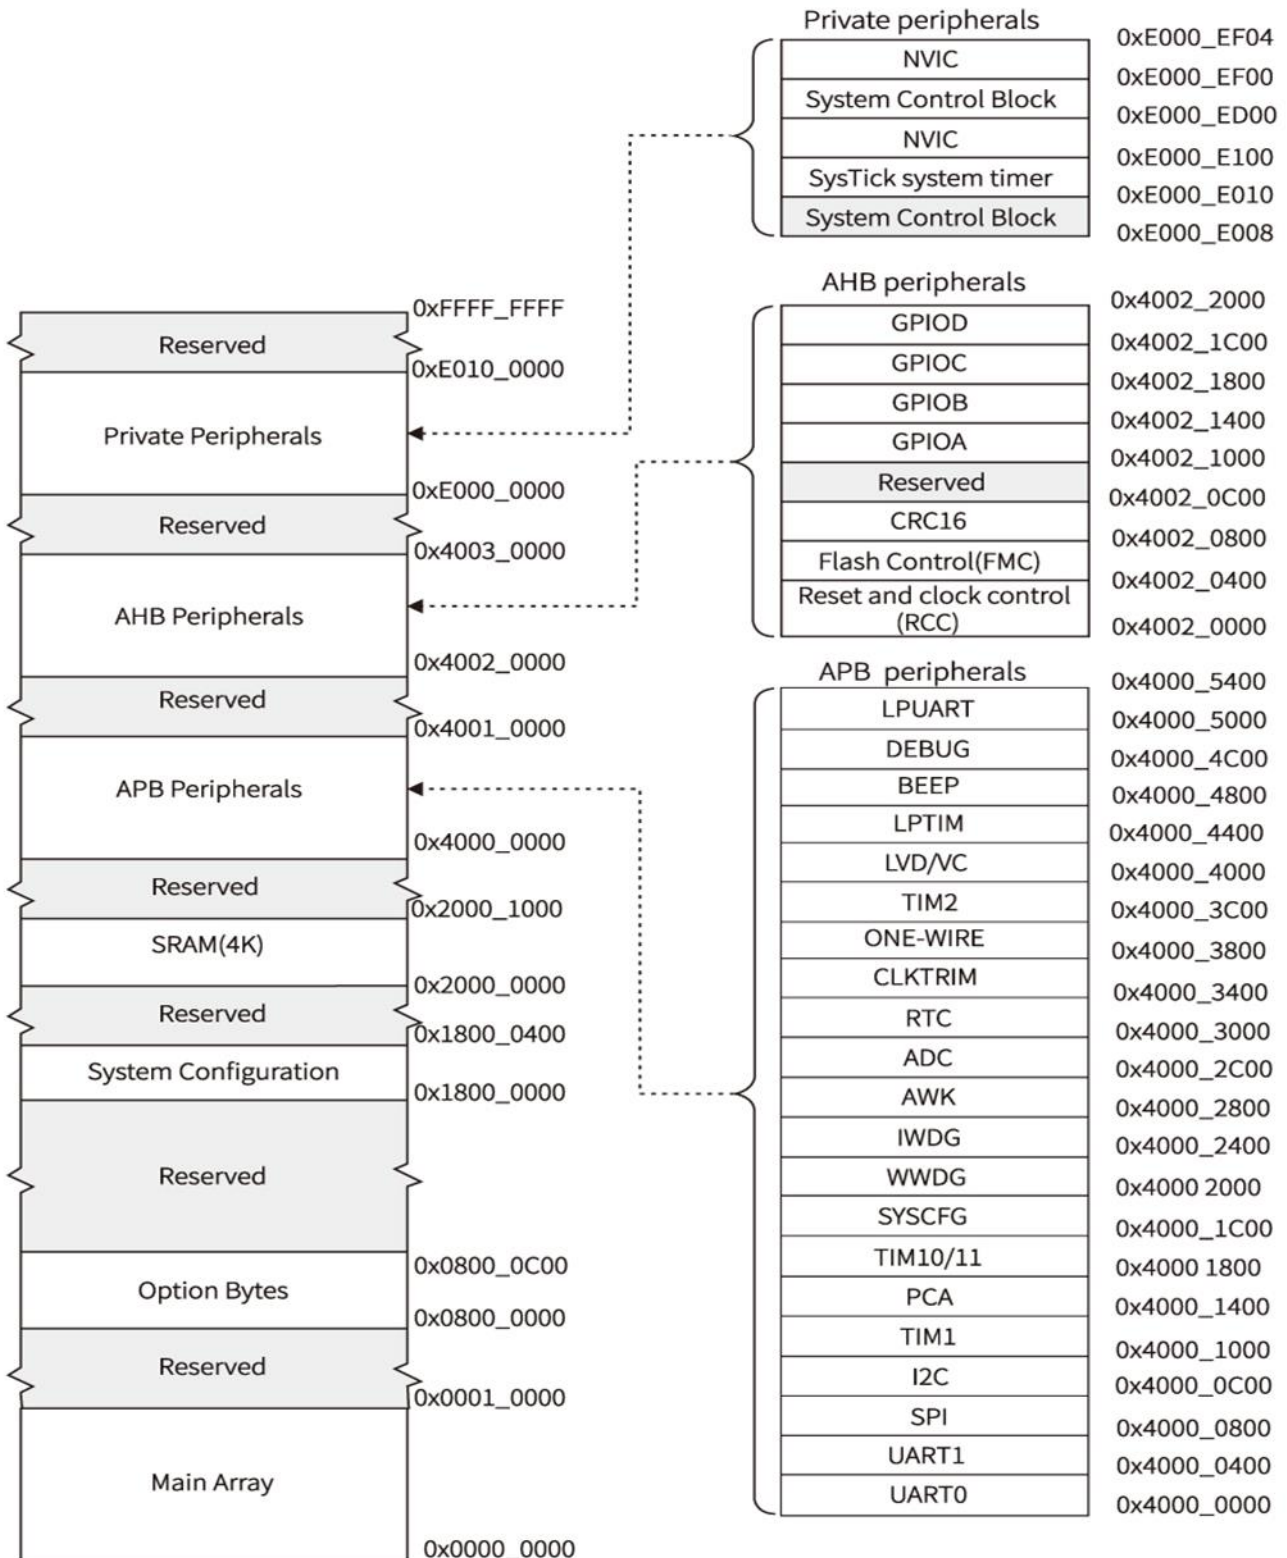 Private peripherals
0xE000_EF04
NVIC
0xE000_EF00
System Control Block
0xE000_ED00
NVIC
0xE000_E100
SysTick system timer
0xE000_E010
System Control Block
0xE000_E008
AHB peripherals
0x4002_2000
GPIOD
0x4002_1C00
GPIOC
0x4002_1800
GPIOB
0x4002_1400
GPIOA
0x4002_1000
Reserved
0x4002_0C00
CRC16
0x4002_0800
Flash Control(FMC)
0x4002_0400
Reset and clock control
(RCC)
0x4002_0000
APB peripherals
0x4000_5400
LPUART
0x4000_5000
DEBUG
0x4000_4C00
BEEP
0x4000_4800
LPTIM
0x4000_4400
LVD/VC
0x4000_4000
TIM2
0x4000_3C00
ONE-WIRE
0x4000_3800
CLKTRIM
0x4000_3400
RTC
0x4000_3000
ADC
0x4000_2C00
AWK
0x4000_2800
IWDG
0x4000_2400
WWDG
0x4000 2000
SYSCFG
0x4000_1C00
TIM10/11
0x4000 1800
PCA
0x4000_1400
TIM1
0x4000_1000
I2C
0x4000_0C00
SPI
0x4000_0800
UART1
0x4000_0400
UART0
0x4000_0000
0xFFFF_FFFF
Reserved
0xE010_0000
Private Peripherals
0xE000_0000
Reserved
0x4003_0000
AHB Peripherals
0x4002_0000
Reserved
0x4001_0000
APB Peripherals
0x4000_0000
Reserved
0x2000_1000
SRAM(4K)
0x2000_0000
Reserved
0x1800_0400
System Configuration
0x1800_0000
Reserved
0x0800_0C00
Option Bytes
0x0800_0000
Reserved
0x0001_0000
Main Array
0x0000_0000